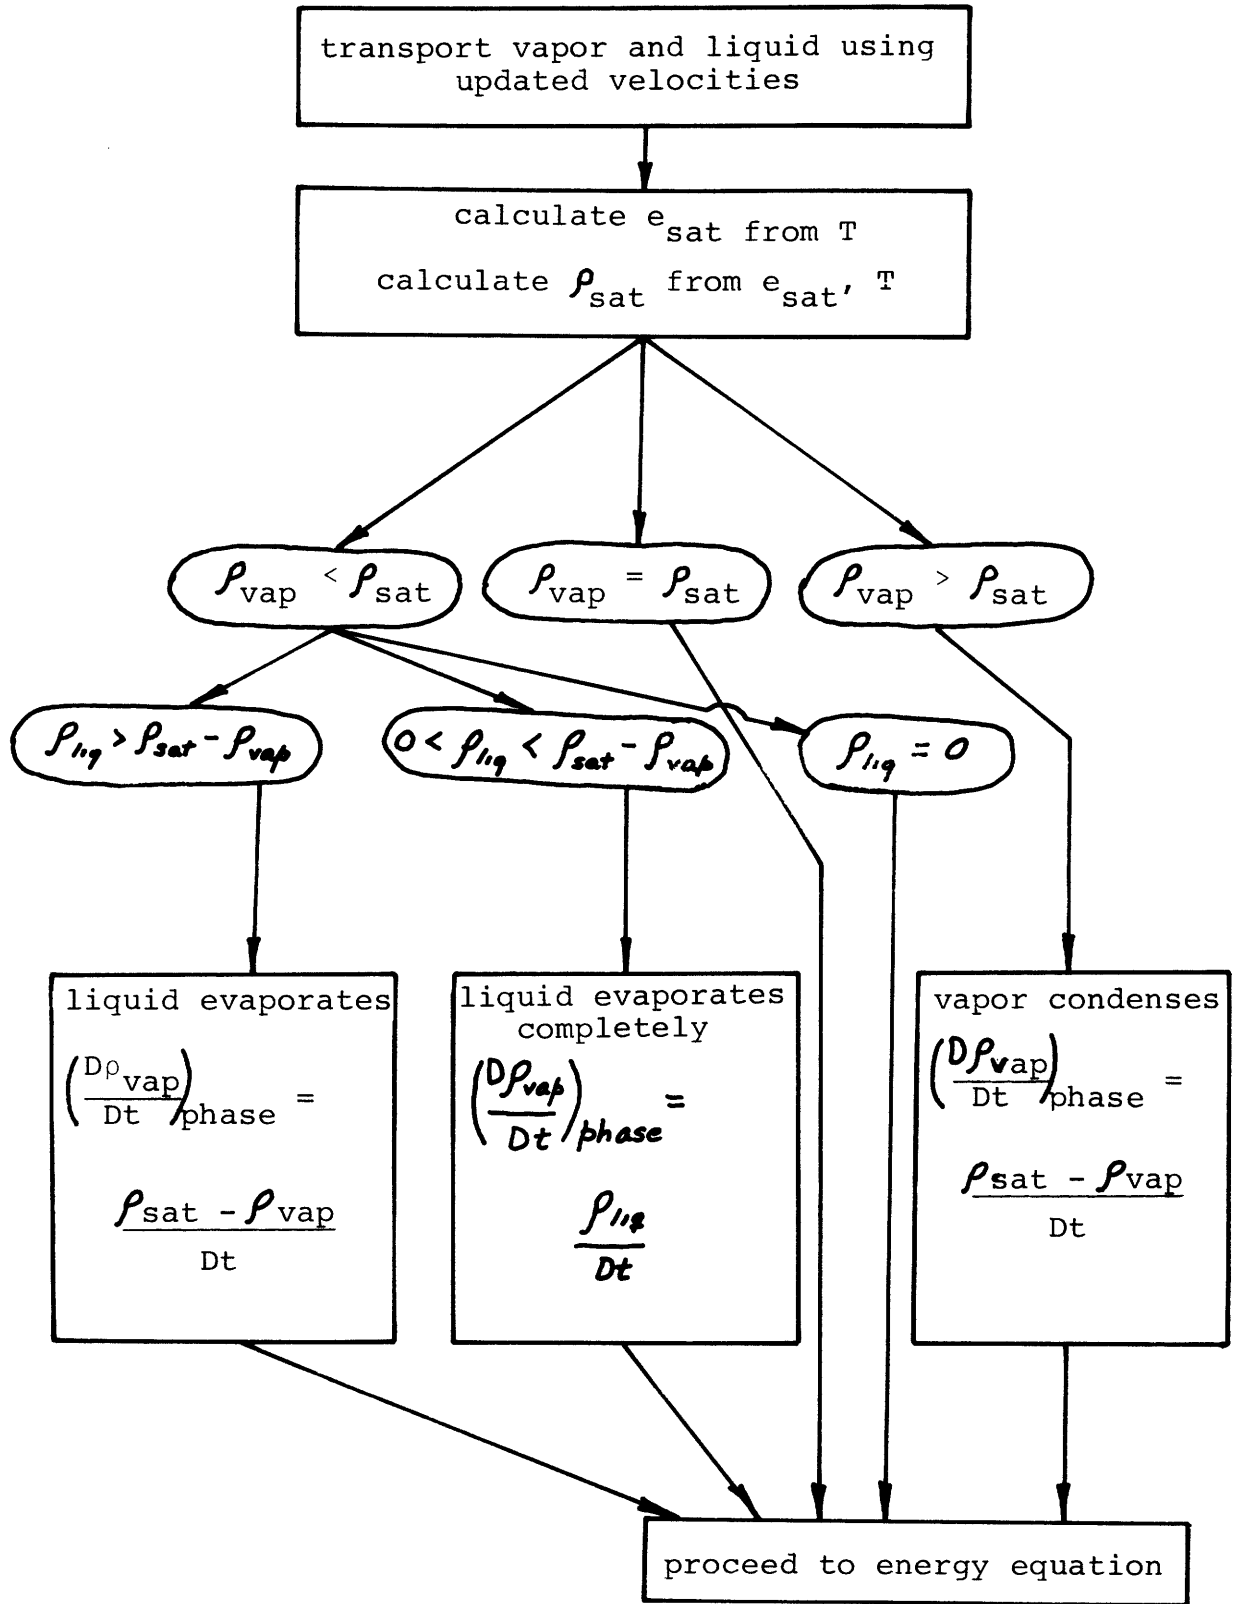 transport vapor and liquid using
updated velocities
calculate e_sat from T
calculate ρ_sat from e_sat, T
ρ_vap < ρ_sat
ρ_vap = ρ_sat
ρ_vap > ρ_sat
ρ_liq > ρ_sat - ρ_vap
0 < ρ_liq < ρ_sat - ρ_vap
ρ_liq = 0
liquid evaporates
(Dρ_vap/Dt)_phase =
ρ_sat - ρ_vap
Dt
liquid evaporates
completely
(Dρ_vap/Dt)_phase =
ρ_liq
Dt
vapor condenses
(Dρ_vap/Dt)_phase =
ρ_sat - ρ_vap
Dt
proceed to energy equation